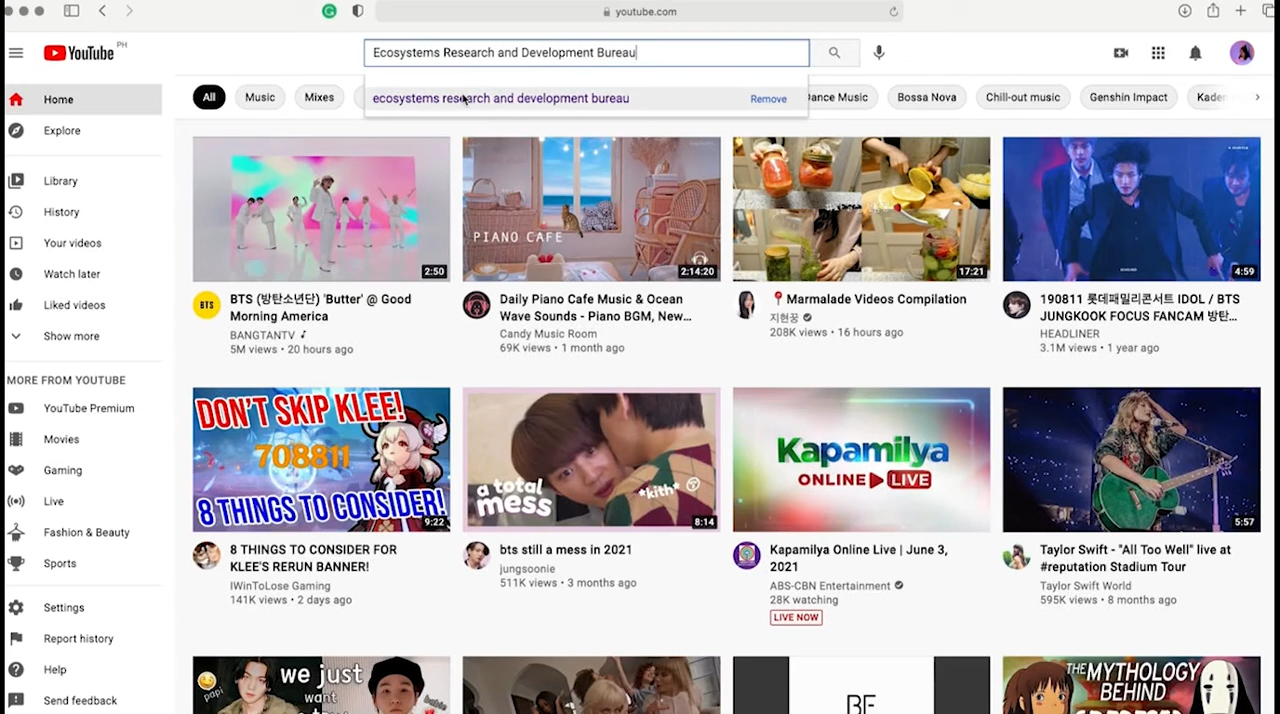 youtube.com
YouTube PH
Ecosystems Research and Development Bureau
ecosystems research and development bureau
Remove
All
Music
Mixes
Dance Music
Bossa Nova
Chill-out music
Genshin Impact
Home
Explore
Library
History
Your videos
Watch later
Liked videos
Show more
MORE FROM YOUTUBE
YouTube Premium
Movies
Gaming
Live
Fashion & Beauty
Sports
Settings
Report history
Help
Send feedback
2:50
BTS
BTS (방탄소년단) 'Butter' @ Good
Morning America
BANGTANTV
5M views • 20 hours ago
PIANO CAFE
2:14:20
Daily Piano Cafe Music & Ocean
Wave Sounds - Piano BGM, New...
Candy Music Room
69K views • 1 month ago
17:21
📍Marmalade Videos Compilation
지현꿍
208K views • 16 hours ago
4:59
190811 롯데패밀리콘서트 IDOL / BTS
JUNGKOOK FOCUS FANCAM 방탄...
HEADLINER
3.1M views • 1 year ago
DON'T SKIP KLEE!
708811
8 THINGS TO CONSIDER!
9:22
8 THINGS TO CONSIDER FOR
KLEE'S RERUN BANNER!
IWinToLose Gaming
141K views • 2 days ago
a total
mess
*kith*
8:14
bts still a mess in 2021
jungsoonie
511K views • 3 months ago
Kapamilya
ONLINE LIVE
Kapamilya Online Live | June 3,
2021
ABS-CBN Entertainment
28K watching
LIVE NOW
5:57
Taylor Swift - "All Too Well" live at
#reputation Stadium Tour
Taylor Swift World
595K views • 8 months ago
papi
we just
want
BE
THE MYTHOLOGY
BEHIND